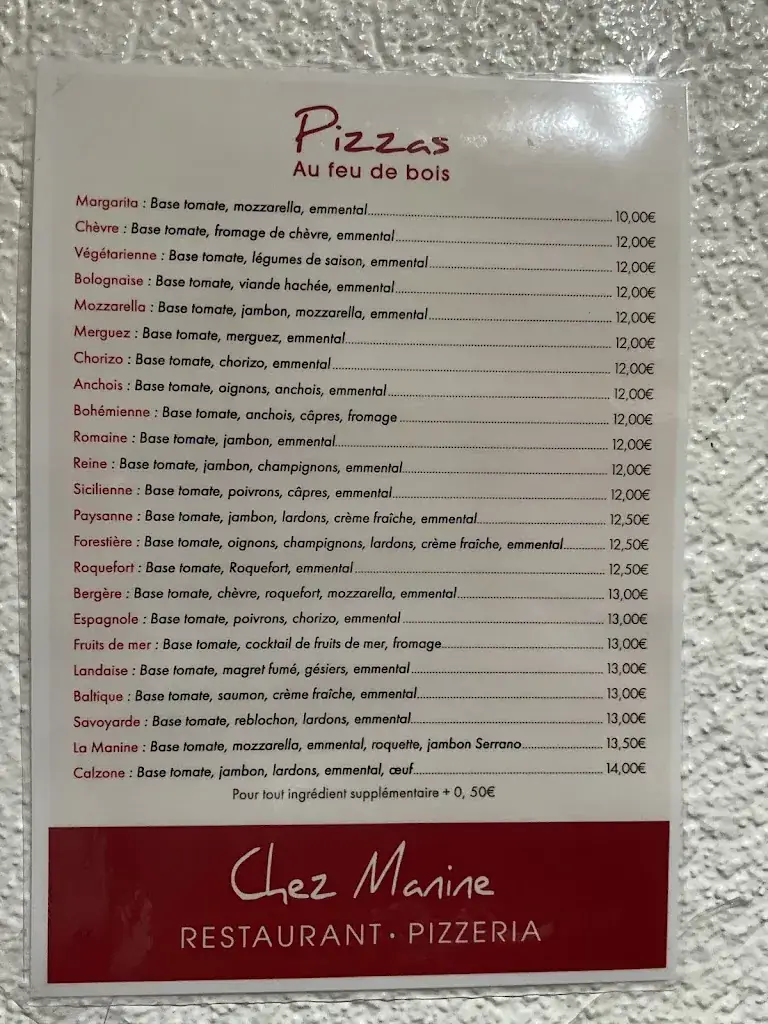 Pizzas
Au feu de bois
Margarita : Base tomate, mozzarella, emmental 10,00€
Chèvre : Base tomate, fromage de chèvre, emmental 12,00€
Végétarienne : Base tomate, légumes de saison, emmental 12,00€
Bolognaise : Base tomate, viande hachée, emmental 12,00€
Mozzarella : Base tomate, jambon, mozzarella, emmental 12,00€
Merguez : Base tomate, merguez, emmental 12,00€
Chorizo : Base tomate, chorizo, emmental 12,00€
Anchois : Base tomate, oignons, anchois, emmental 12,00€
Bohémienne : Base tomate, anchois, câpres, fromage 12,00€
Romaine : Base tomate, jambon, emmental 12,00€
Reine : Base tomate, jambon, champignons, emmental 12,00€
Sicilienne : Base tomate, poivrons, câpres, emmental 12,00€
Paysanne : Base tomate, jambon, lardons, crème fraîche, emmental 12,50€
Forestière : Base tomate, oignons, champignons, lardons, crème fraîche, emmental 12,50€
Roquefort : Base tomate, Roquefort, emmental 12,50€
Bergère : Base tomate, chèvre, roquefort, mozzarella, emmental 13,00€
Espagnole : Base tomate, poivrons, chorizo, emmental 13,00€
Fruits de mer : Base tomate, cocktail de fruits de mer, fromage 13,00€
Landaise : Base tomate, magret fumé, gésiers, emmental 13,00€
Baltique : Base tomate, saumon, crème fraîche, emmental 13,00€
Savoyarde : Base tomate, reblochon, lardons, emmental 13,00€
La Manine : Base tomate, mozzarella, emmental, roquette, jambon Serrano 13,50€
Calzone : Base tomate, jambon, lardons, emmental, œuf 14,00€
Pour tout ingrédient supplémentaire + 0, 50€
Chez Manine
RESTAURANT • PIZZERIA